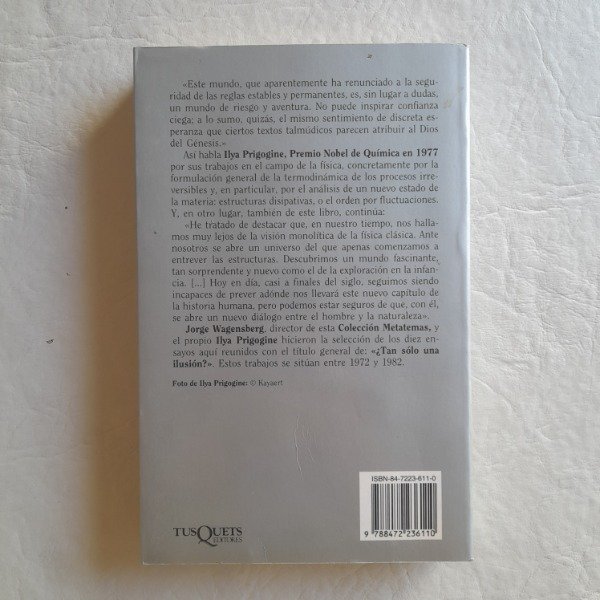 «Este mundo, que aparentemente ha renunciado a la segu-
ridad de las reglas estables y permanentes, es, sin lugar a dudas,
un mundo de riesgo y aventura. No puede inspirar confianza
ciega; a lo sumo, quizás, el mismo sentimiento de discreta es-
peranza que ciertos textos talmúdicos parecen atribuir al Dios
del Génesis.»
Así habla Ilya Prigogine, Premio Nobel de Química en 1977
por sus trabajos en el campo de la física, concretamente por la
formulación general de la termodinámica de los procesos irre-
versibles y, en particular, por el análisis de un nuevo estado de
la materia: estructuras disipativas, o el orden por fluctuaciones.
Y, en otro lugar, también de este libro, continúa:
«He tratado de destacar que, en nuestro tiempo, nos halla-
mos muy lejos de la visión monolítica de la física clásica. Ante
nosotros se abre un universo del que apenas comenzamos a
entrever las estructuras. Descubrimos un mundo fascinante,
tan sorprendente y nuevo como el de la exploración en la infan-
cia. [...] Hoy en día, casi a finales del siglo, seguimos siendo
incapaces de prever adónde nos llevará este nuevo capítulo de
la historia humana, pero podemos estar seguros de que, con él,
se abre un nuevo diálogo entre el hombre y la naturaleza».
Jorge Wagensberg, director de esta Colección Metatemas, y
el propio Ilya Prigogine hicieron la selección de los diez en-
sayos aquí reunidos con el título general de: «¿Tan sólo una
ilusión?». Estos trabajos se sitúan entre 1972 y 1982.
Foto de Ilya Prigogine: © Kayaert
ISBN-84-7223-611-0
9 788472 236110
TUSQUETS
EDITORES